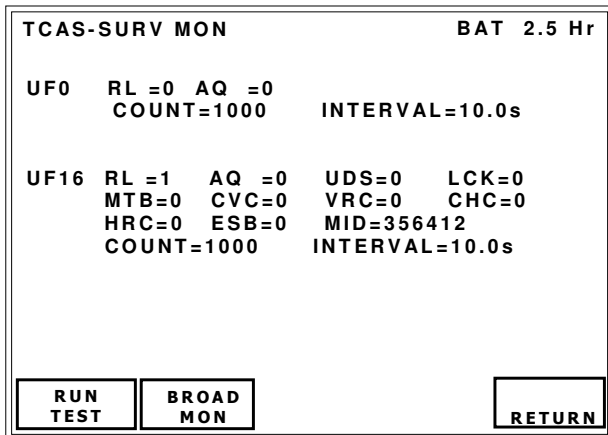 TCAS-SURV MON BAT 2.5 Hr
UF0 RL =0 AQ =0
COUNT=1000 INTERVAL=10.0s
UF16 RL =1 AQ =0 UDS=0 LCK=0
MTB=0 CVC=0 VRC=0 CHC=0
HRC=0 ESB=0 MID=356412
COUNT=1000 INTERVAL=10.0s
RUN
TEST
BROAD
MON
RETURN